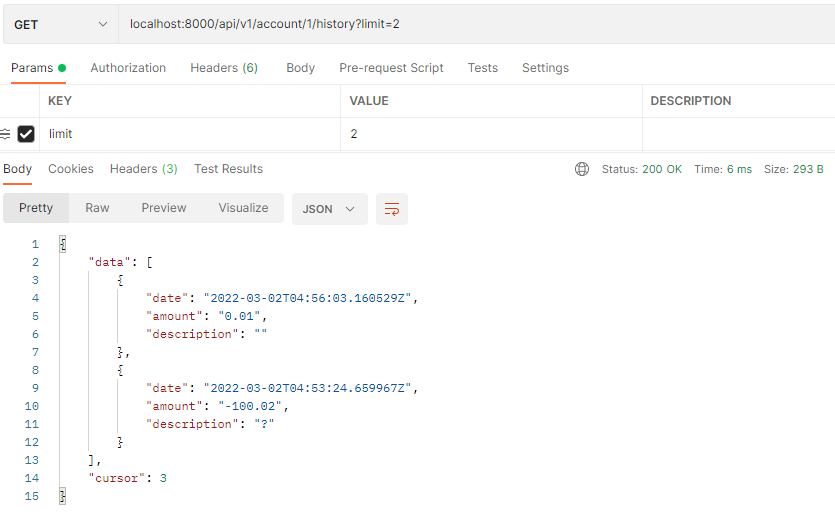 GET localhost:8000/api/v1/account/1/history?limit=2
Params Authorization Headers (6) Body Pre-request Script Tests Settings
KEY VALUE DESCRIPTION
limit 2
Body Cookies Headers (3) Test Results Status: 200 OK Time: 6 ms Size: 293 B
Pretty Raw Preview Visualize JSON
1 {
2 "data": [
3 {
4 "date": "2022-03-02T04:56:03.160529Z",
5 "amount": "0.01",
6 "description": ""
7 },
8 {
9 "date": "2022-03-02T04:53:24.659967Z",
10 "amount": "-100.02",
11 "description": "?"
12 }
13 ],
14 "cursor": 3
15 }